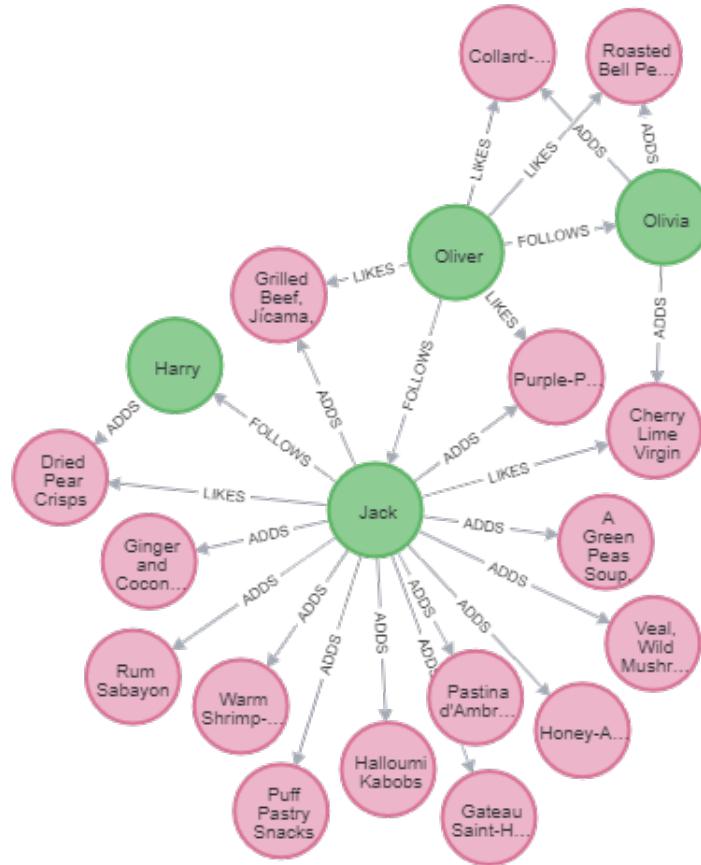 Collard-...
Roasted
Bell Pe...
LIKES
LIKES
ADDS
ADDS
Oliver
FOLLOWS
Olivia
Grilled
Beef,
Jícama,
LIKES
LIKES
ADDS
Harry
FOLLOWS
Purple-P...
ADDS
ADDS
FOLLOWS
ADDS
Cherry
Lime
Virgin
Dried
Pear
Crisps
LIKES
Jack
LIKES
ADDS
A
Green
Peas
Soup,
Ginger
and
Cocon...
ADDS
ADDS
ADDS
ADDS
ADDS
ADDS
ADDS
ADDS
ADDS
Rum
Sabayon
Warm
Shrimp-...
Pastina
d'Ambr...
Honey-A...
Veal,
Wild
Mushr...
Puff
Pastry
Snacks
Halloumi
Kabobs
Gateau
Saint-H...